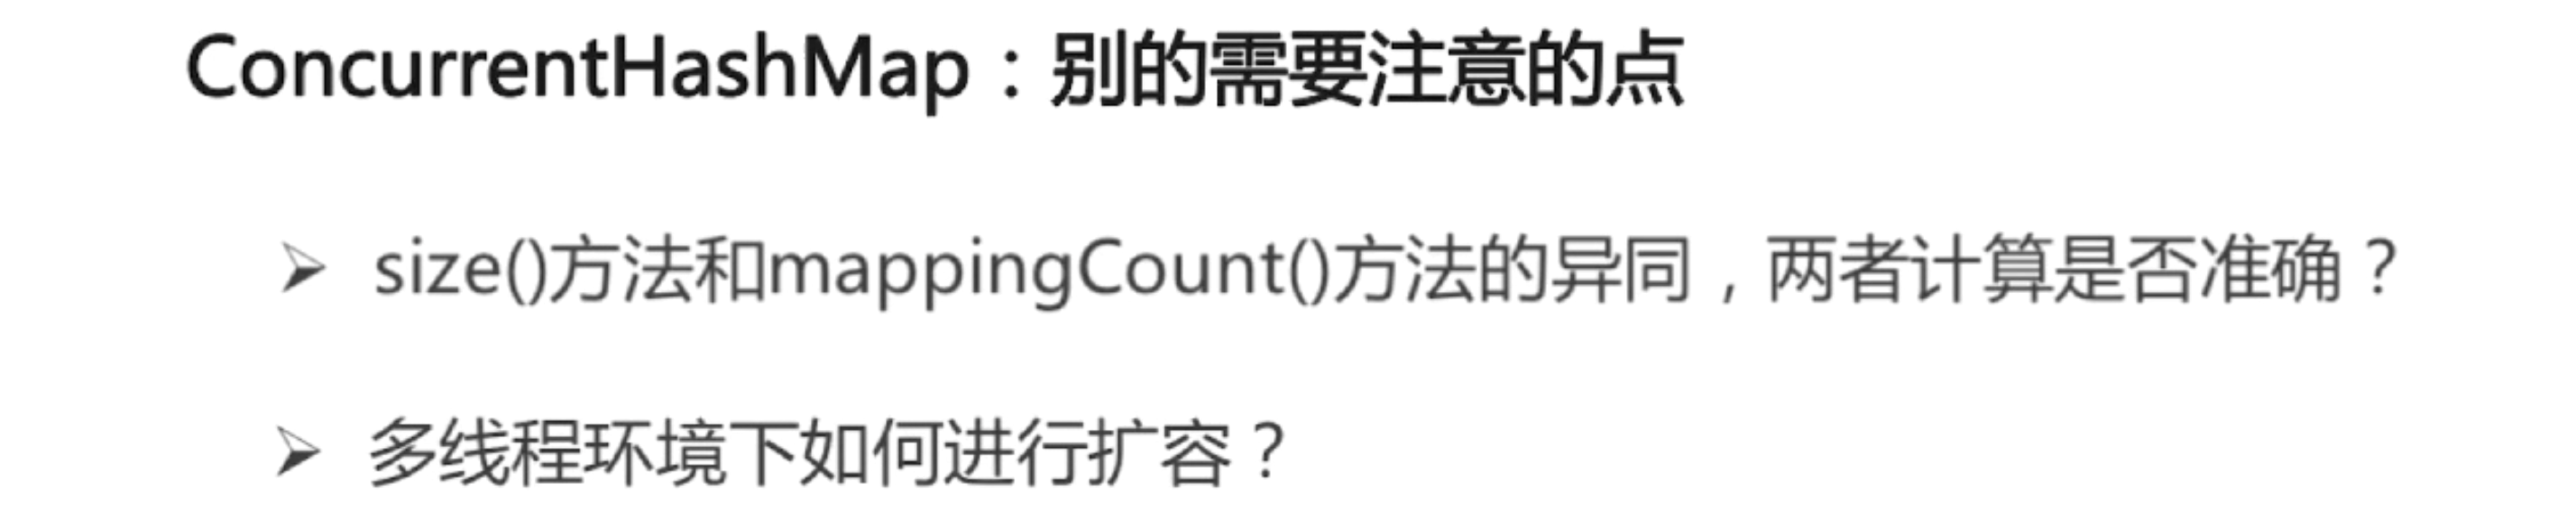 ConcurrentHashMap：别的需要注意的点
➢ size()方法和mappingCount()方法的异同，两者计算是否准确？
➢ 多线程环境下如何进行扩容？